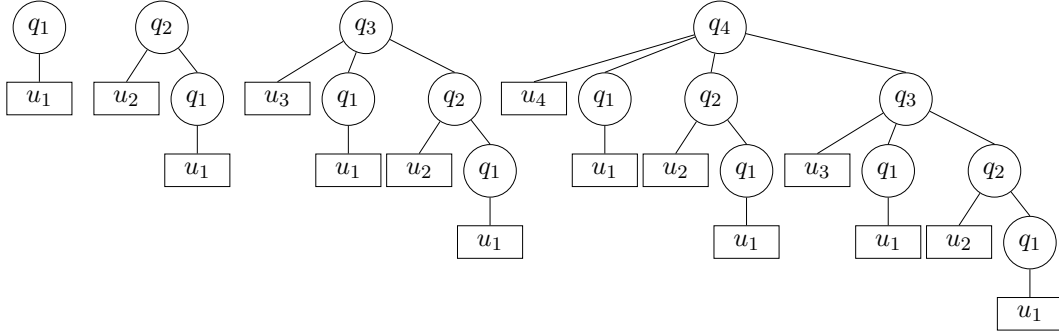 q₁ q₂ q₃ q₄
u₁ u₂ q₁ u₃ q₁ q₂ u₄ q₁ q₂ q₃
u₁ u₁ u₂ q₁ u₁ u₂ q₁ u₃ q₁ q₂
u₁ u₁ u₁ u₂ q₁
u₁